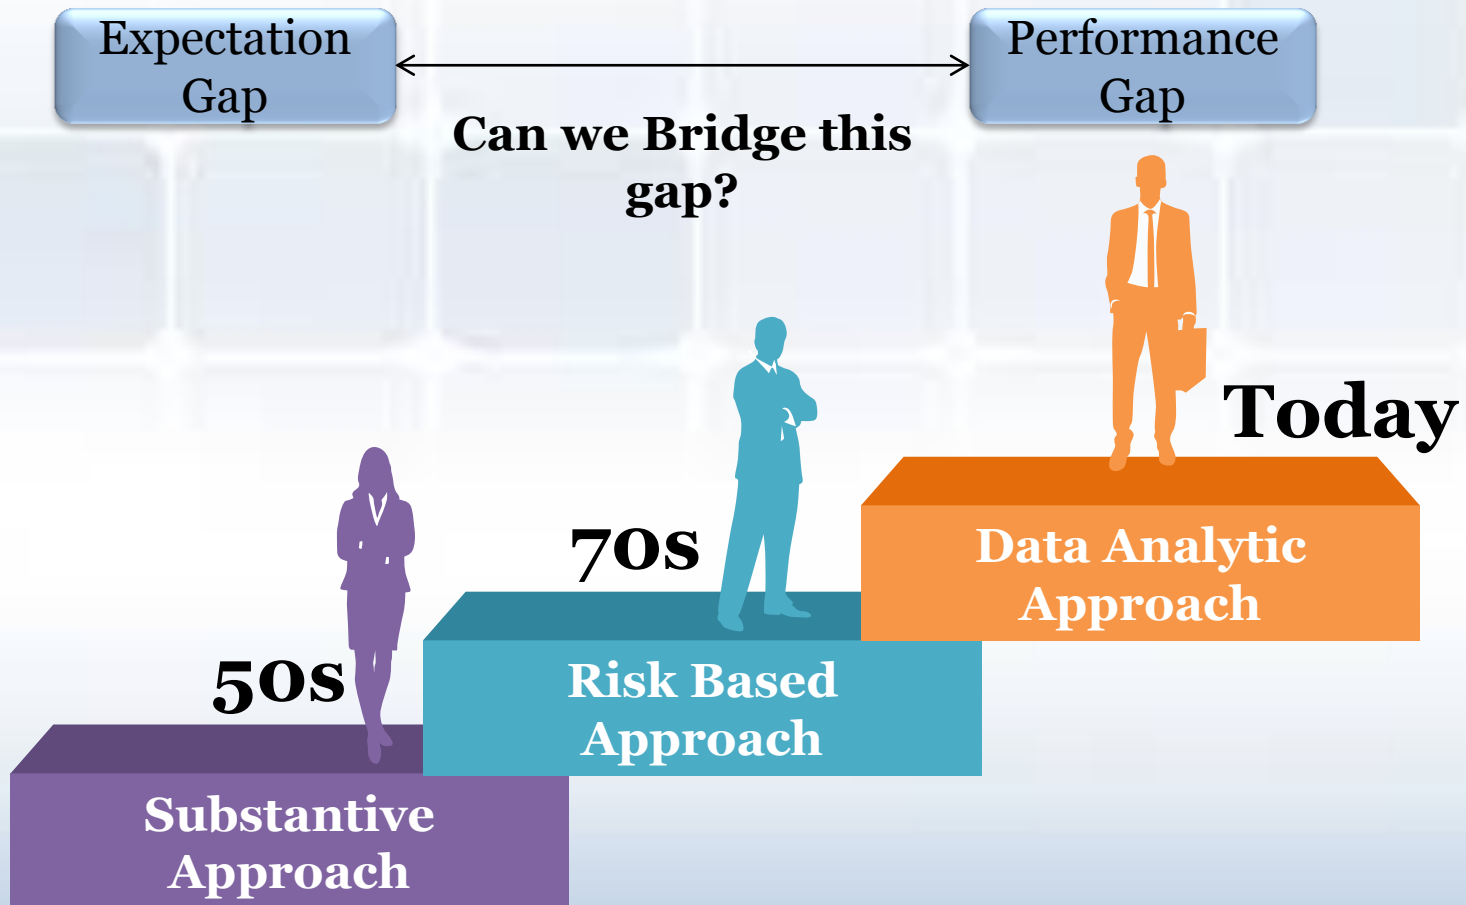 Expectation
Gap
Performance
Gap
Can we Bridge this
gap?
Today
70s
Data Analytic
Approach
50s
Risk Based
Approach
Substantive
Approach